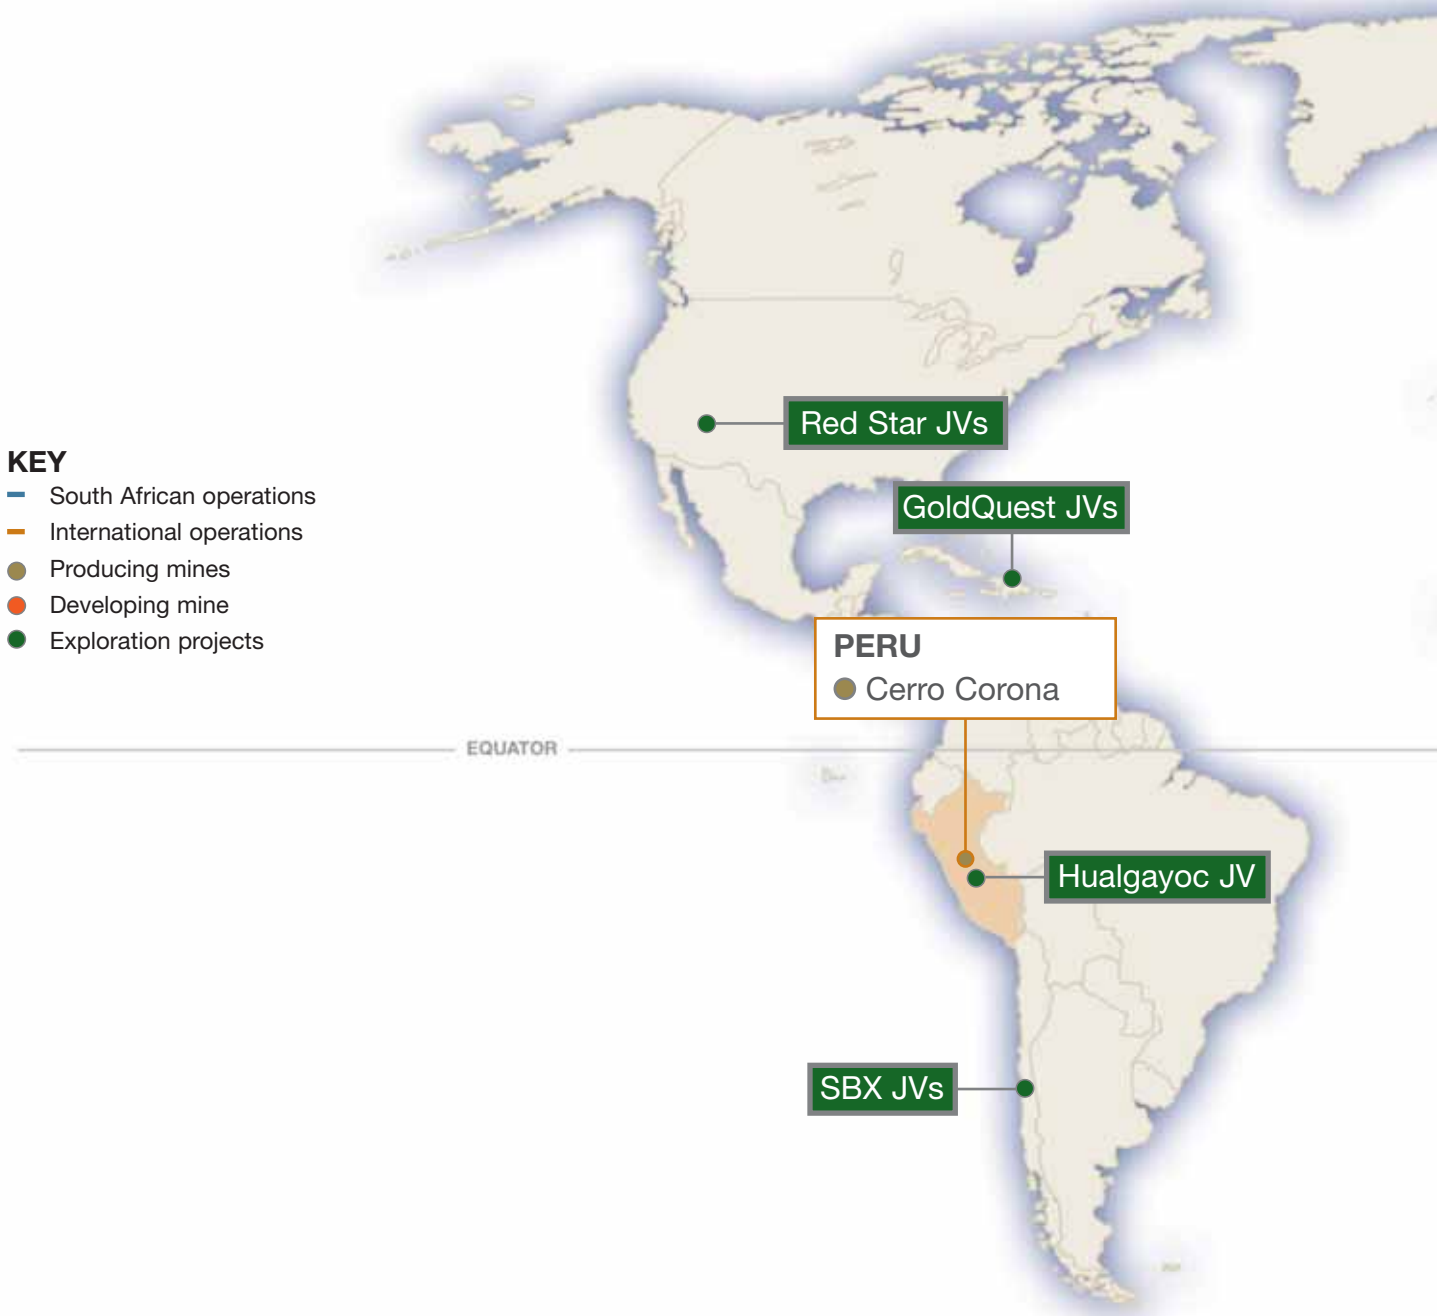 Red Star JVs
KEY
South African operations
International operations
Producing mines
Developing mine
Exploration projects
GoldQuest JVs
PERU
Cerro Corona
EQUATOR
Hualgayoc JV
SBX JVs